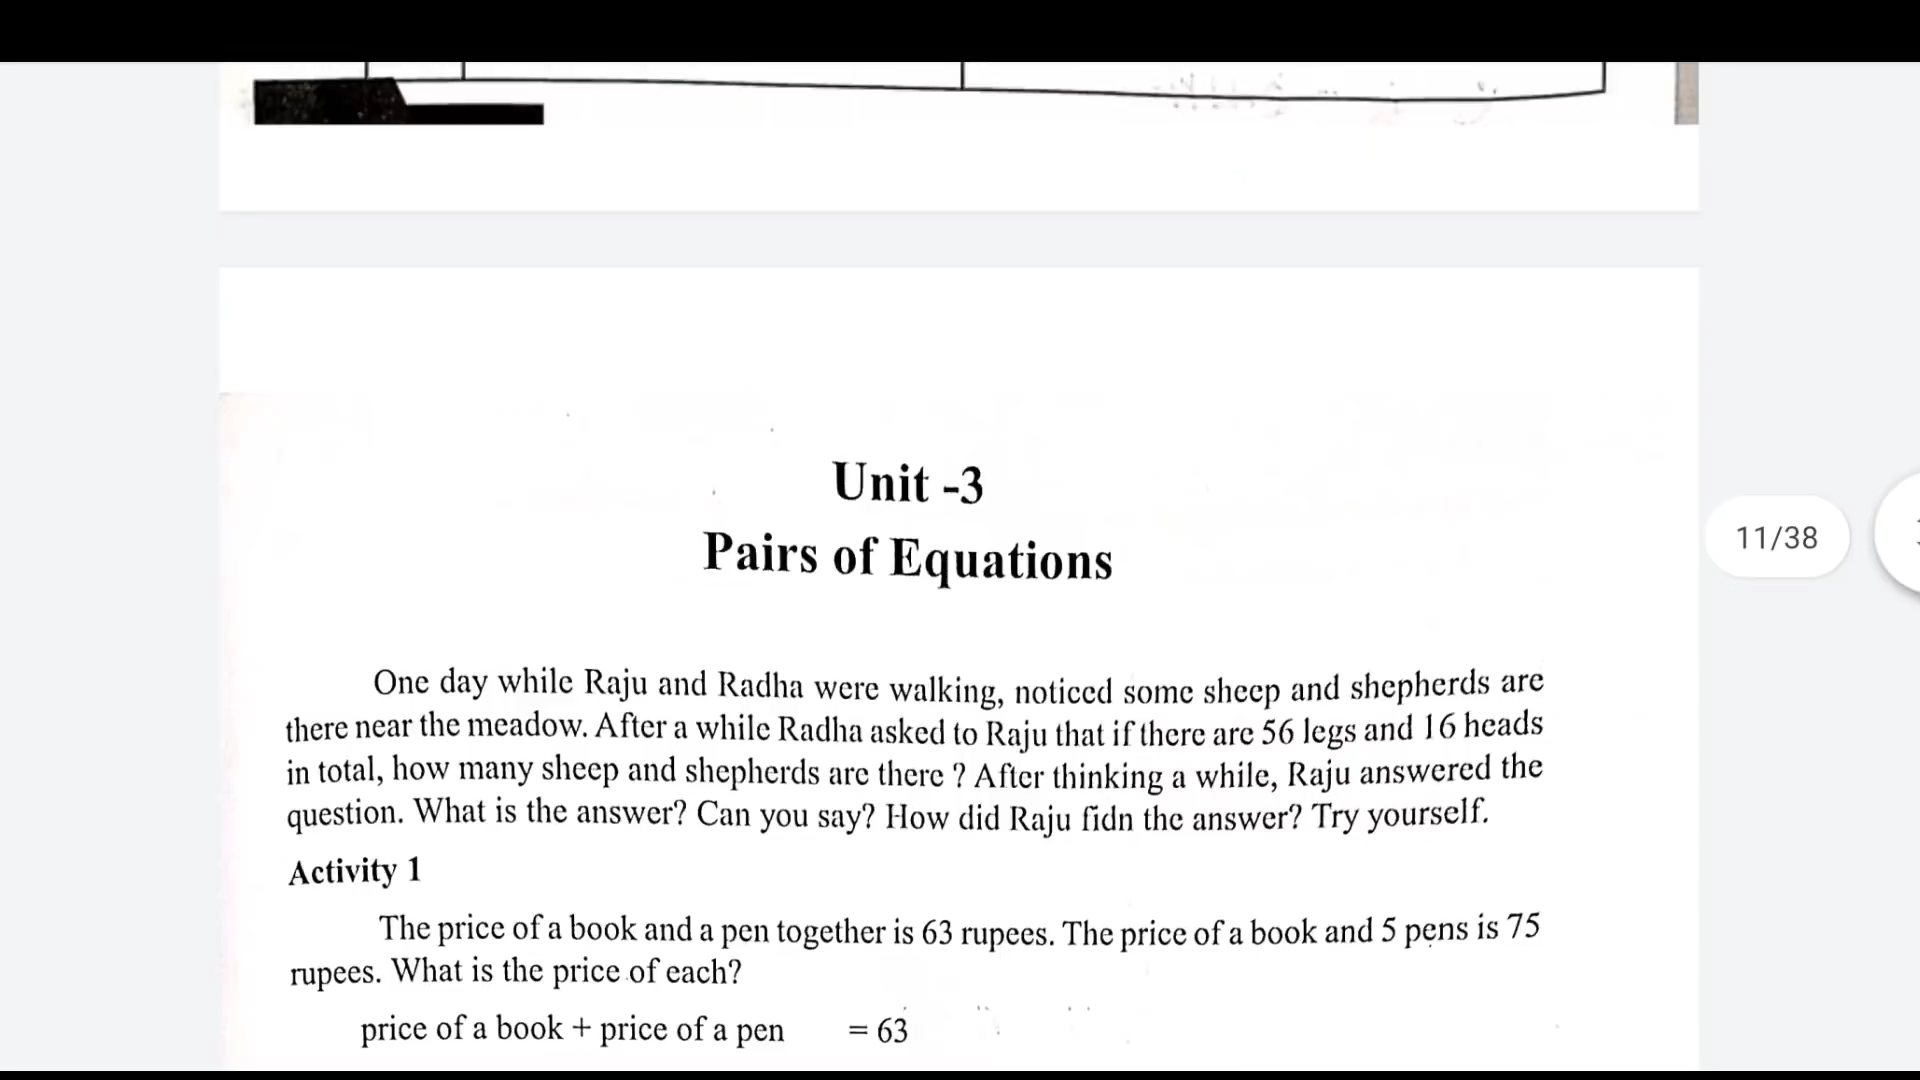 Unit -3
Pairs of Equations
11/38
One day while Raju and Radha were walking, noticed some sheep and shepherds are
there near the meadow. After a while Radha asked to Raju that if there are 56 legs and 16 heads
in total, how many sheep and shepherds are there ? After thinking a while, Raju answered the
question. What is the answer? Can you say? How did Raju fidn the answer? Try yourself.
Activity 1
The price of a book and a pen together is 63 rupees. The price of a book and 5 pens is 75
rupees. What is the price of each?
price of a book + price of a pen = 63